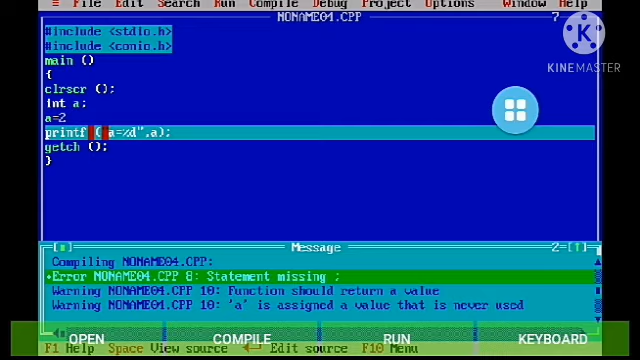 ≡ File Edit Search Run Compile Debug Project Options Window Help
NONAME04.CPP 7
#include <stdio.h>
#include <conio.h>
KINEMASTER
main ()
{
clrscr ();
int a;
a=2
printf ("a=%d",a);
getch ();
}
Message 2=[↑]
Compiling NONAME04.CPP:
•Error NONAME04.CPP 8: Statement missing ;
Warning NONAME04.CPP 10: Function should return a value
Warning NONAME04.CPP 10: 'a' is assigned a value that is never used
OPEN COMPILE RUN KEYBOARD
F1 Help Space View source ←┘ Edit source F10 Menu